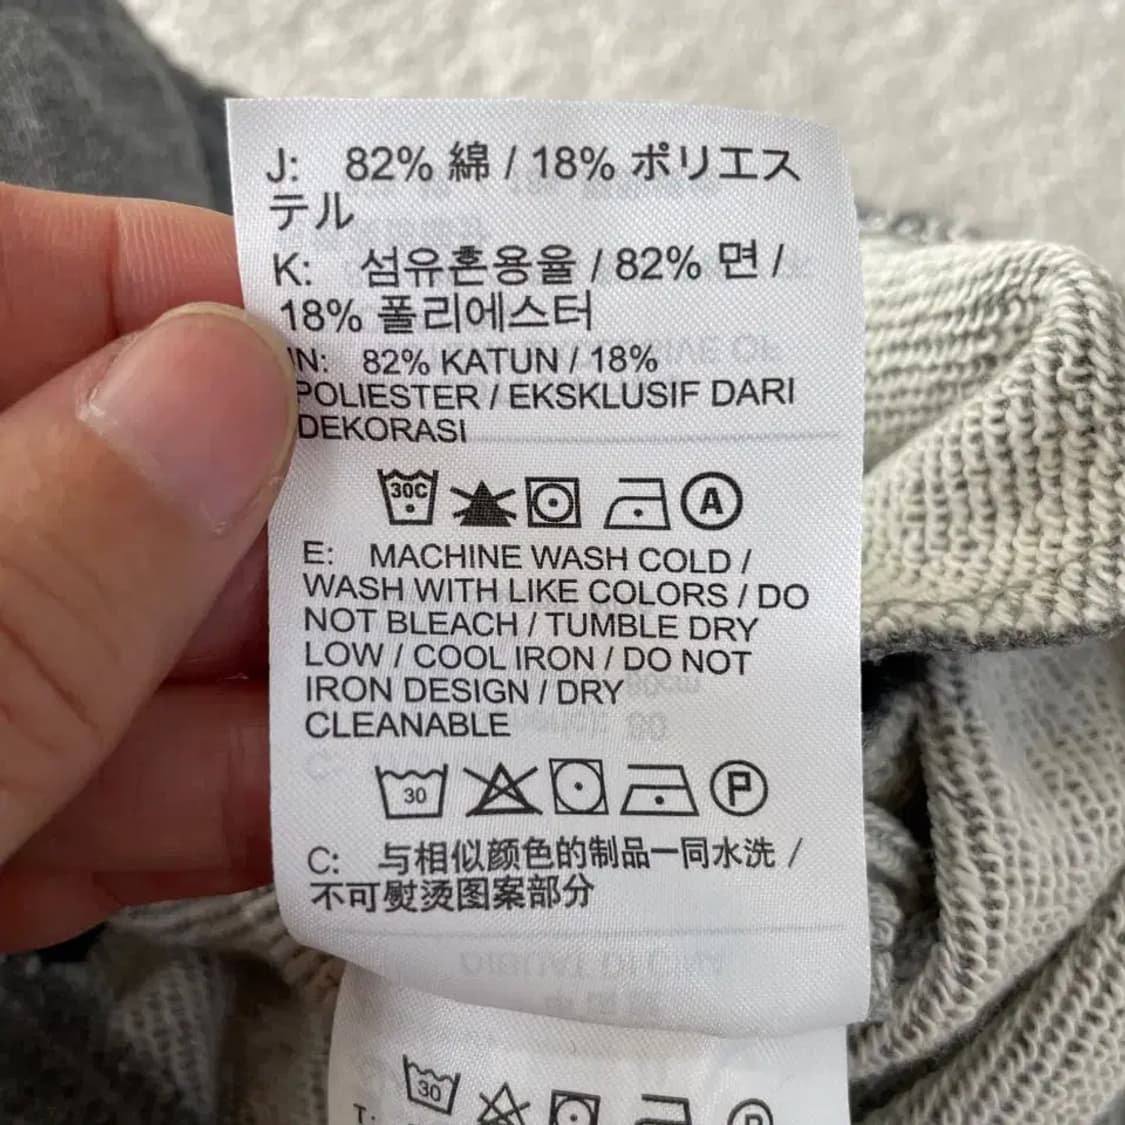 J: 82% 綿 / 18% ポリエス
テル
K: 섬유혼용율 / 82% 면 /
18% 폴리에스터
IN: 82% KATUN / 18%
POLIESTER / EKSKLUSIF DARI
DEKORASI
30C A
E: MACHINE WASH COLD /
WASH WITH LIKE COLORS / DO
NOT BLEACH / TUMBLE DRY
LOW / COOL IRON / DO NOT
IRON DESIGN / DRY
CLEANABLE
30 P
C: 与相似颜色的制品一同水洗 /
不可熨烫图案部分
30
T: